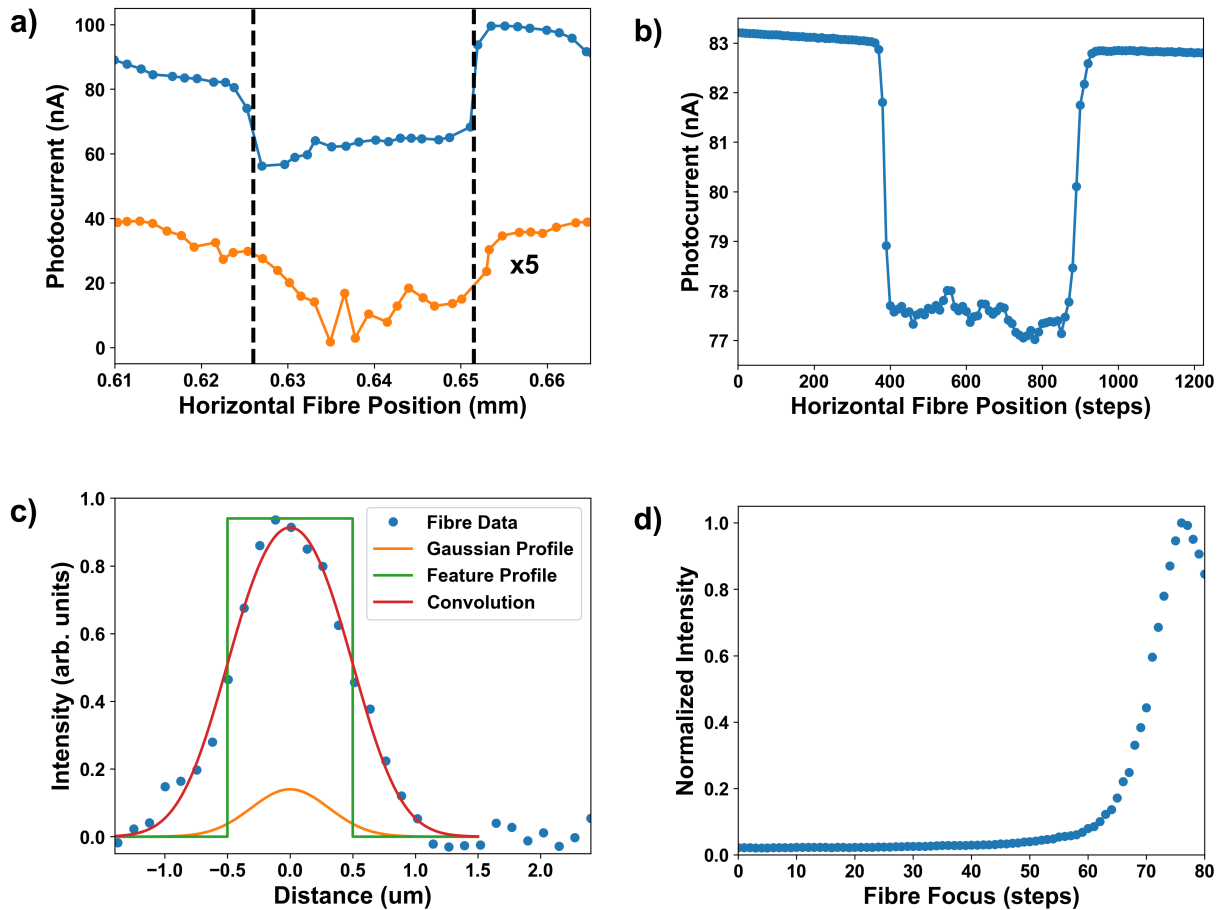 a)
Photocurrent (nA)
100
80
60
40
20
0
x5
0.61 0.62 0.63 0.64 0.65 0.66
Horizontal Fibre Position (mm)
b)
Photocurrent (nA)
83
82
81
80
79
78
77
0 200 400 600 800 1000 1200
Horizontal Fibre Position (steps)
c)
Intensity (arb. units)
1.0
0.8
0.6
0.4
0.2
0.0
Fibre Data
Gaussian Profile
Feature Profile
Convolution
−1.0 −0.5 0.0 0.5 1.0 1.5 2.0
Distance (um)
d)
Normalized Intensity
1.0
0.8
0.6
0.4
0.2
0.0
0 10 20 30 40 50 60 70 80
Fibre Focus (steps)